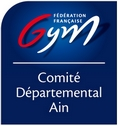 FÉDÉRATION FRANÇAISE
Gym
Comité
Départemental
Ain